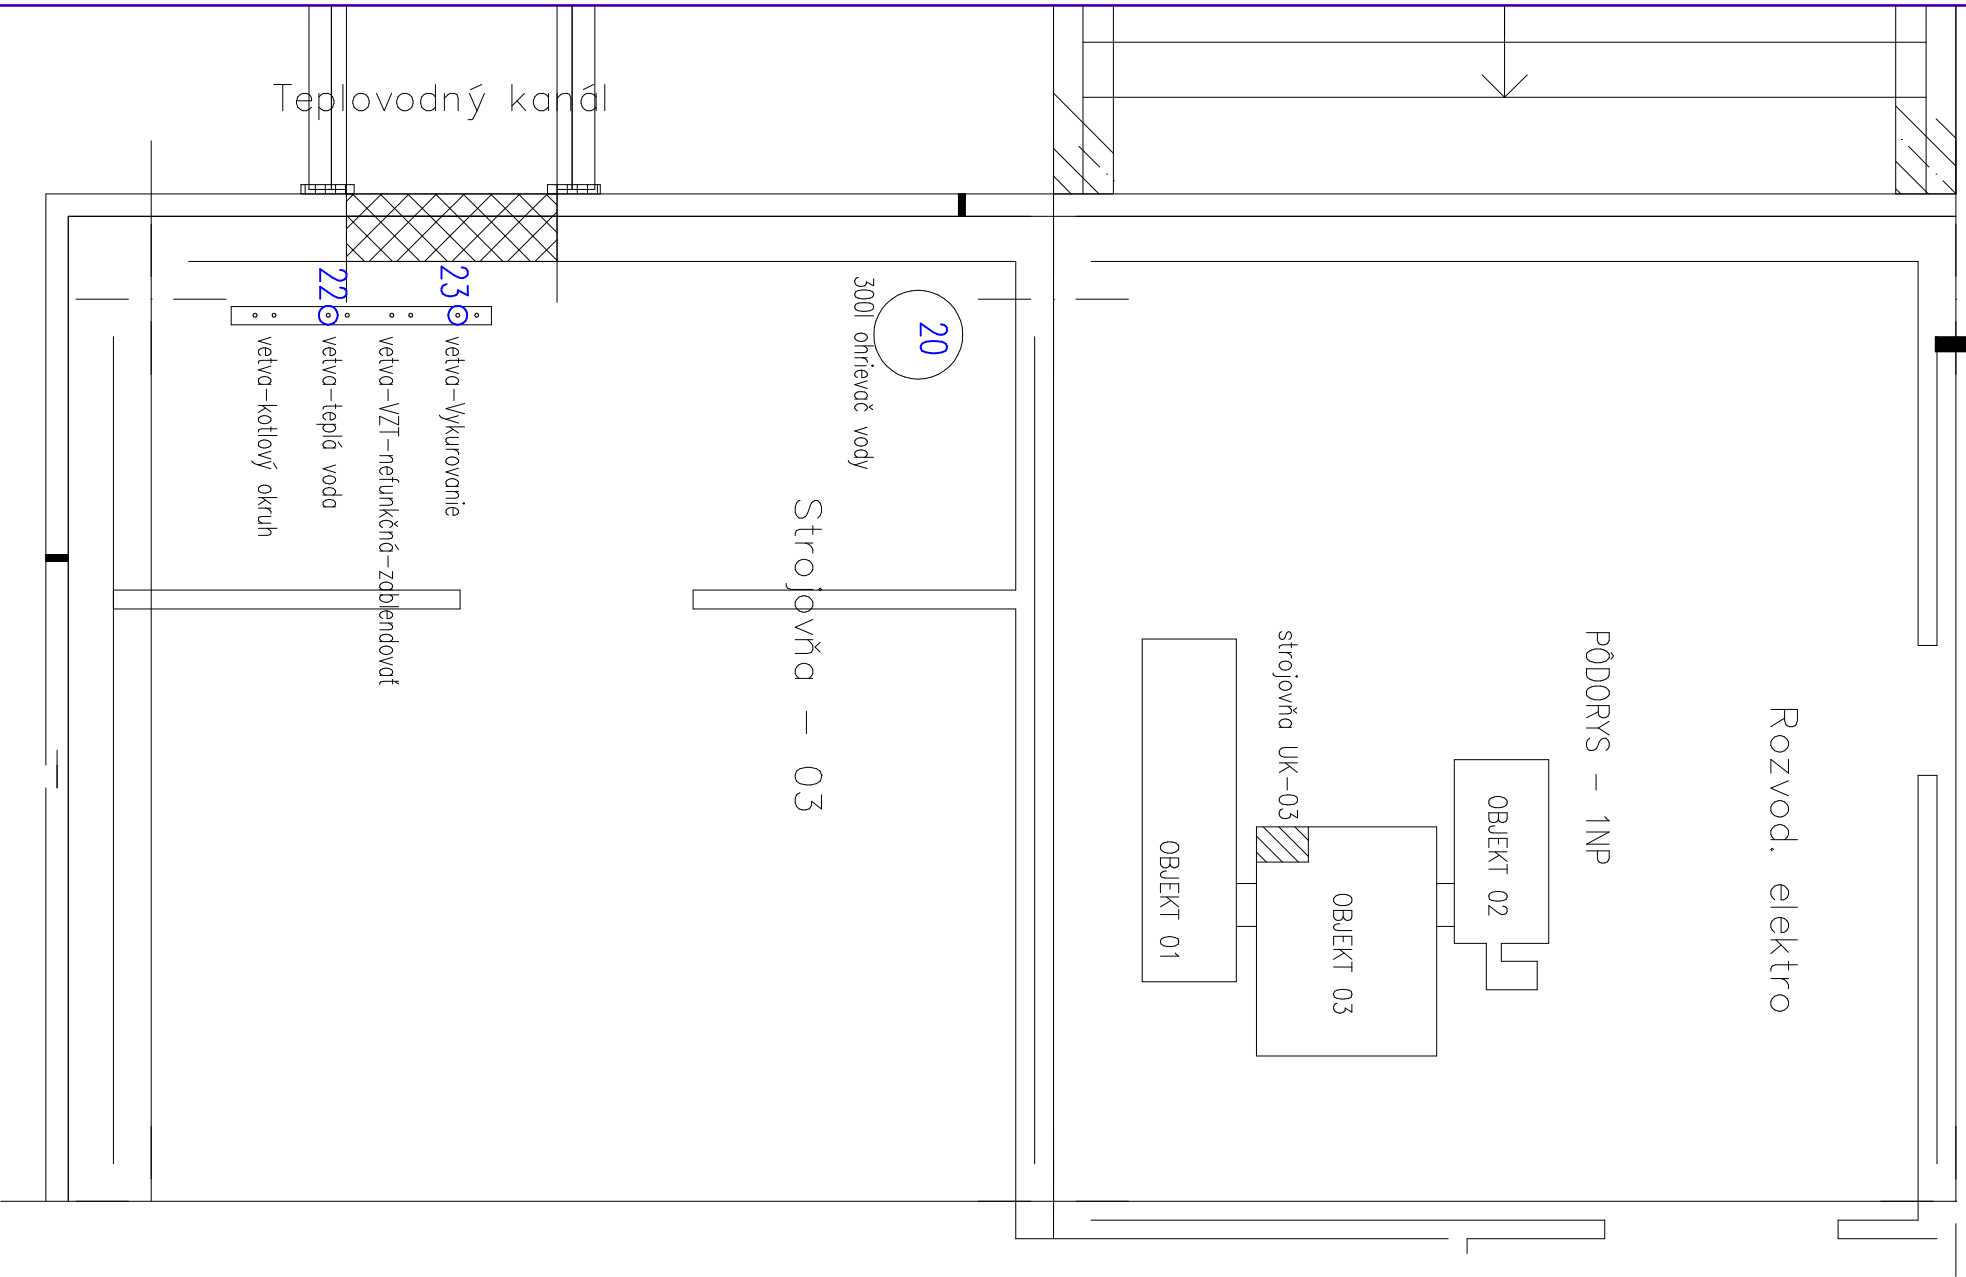 Teplovodný kanál
22
23
20
300l ohrievač vody
vetva-Vykurovanie
vetva-VZT-nefunkčná-zablendovať
vetva-teplá voda
vetva-kotlový okruh
Strojovňa - 03
Rozvod. elektro
PÔDORYS - 1NP
strojovňa UK-03
OBJEKT 02
OBJEKT 03
OBJEKT 01